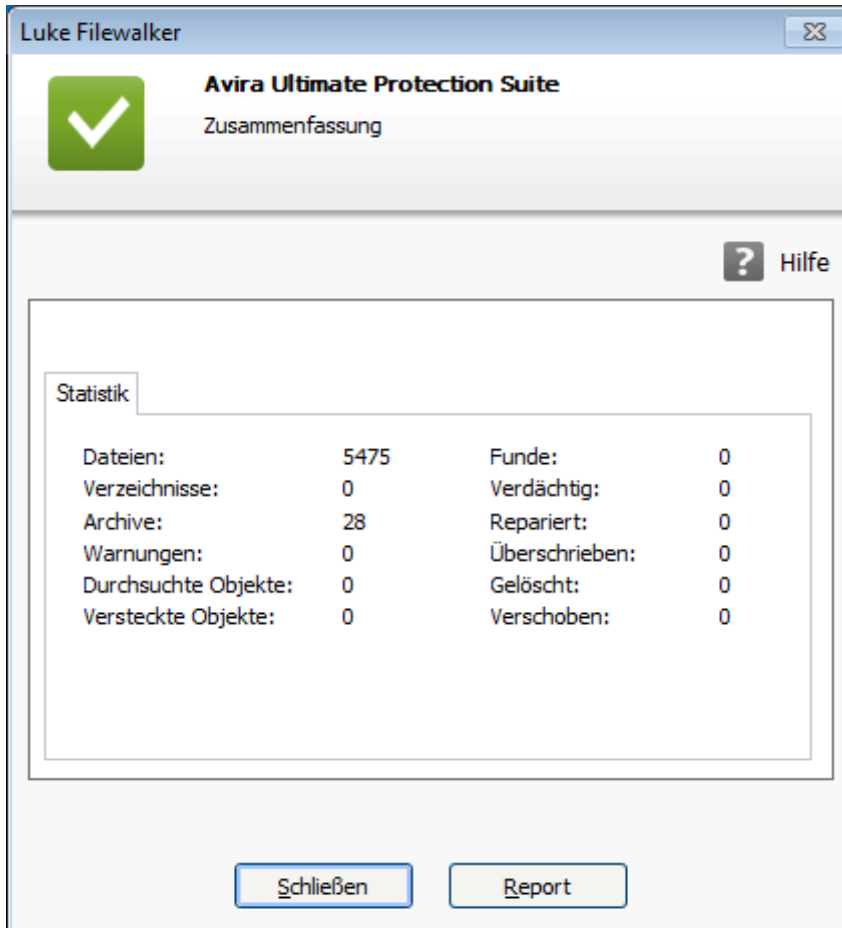 Luke Filewalker
Avira Ultimate Protection Suite
Zusammenfassung
? Hilfe
Statistik
Dateien: 5475 Funde: 0
Verzeichnisse: 0 Verdächtig: 0
Archive: 28 Repariert: 0
Warnungen: 0 Überschrieben: 0
Durchsuchte Objekte: 0 Gelöscht: 0
Versteckte Objekte: 0 Verschoben: 0
Schließen Report